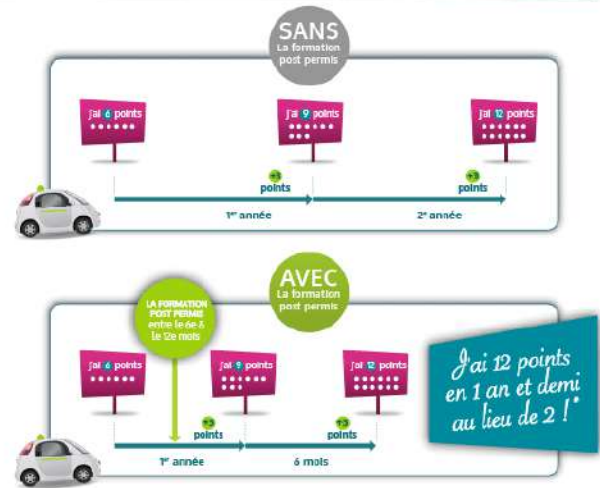 SANS
La formation
post permis
J'ai 6 points
J'ai 9 points
J'ai 12 points
+3
points
+3
points
1re année
2e année
AVEC
La formation
post permis
LA FORMATION
POST PERMIS
entre le 6e &
le 12e mois
J'ai 6 points
J'ai 9 points
J'ai 12 points
J'ai 12 points
en 1 an et demi
au lieu de 2 !*
+3
points
+3
points
1re année
6 mois